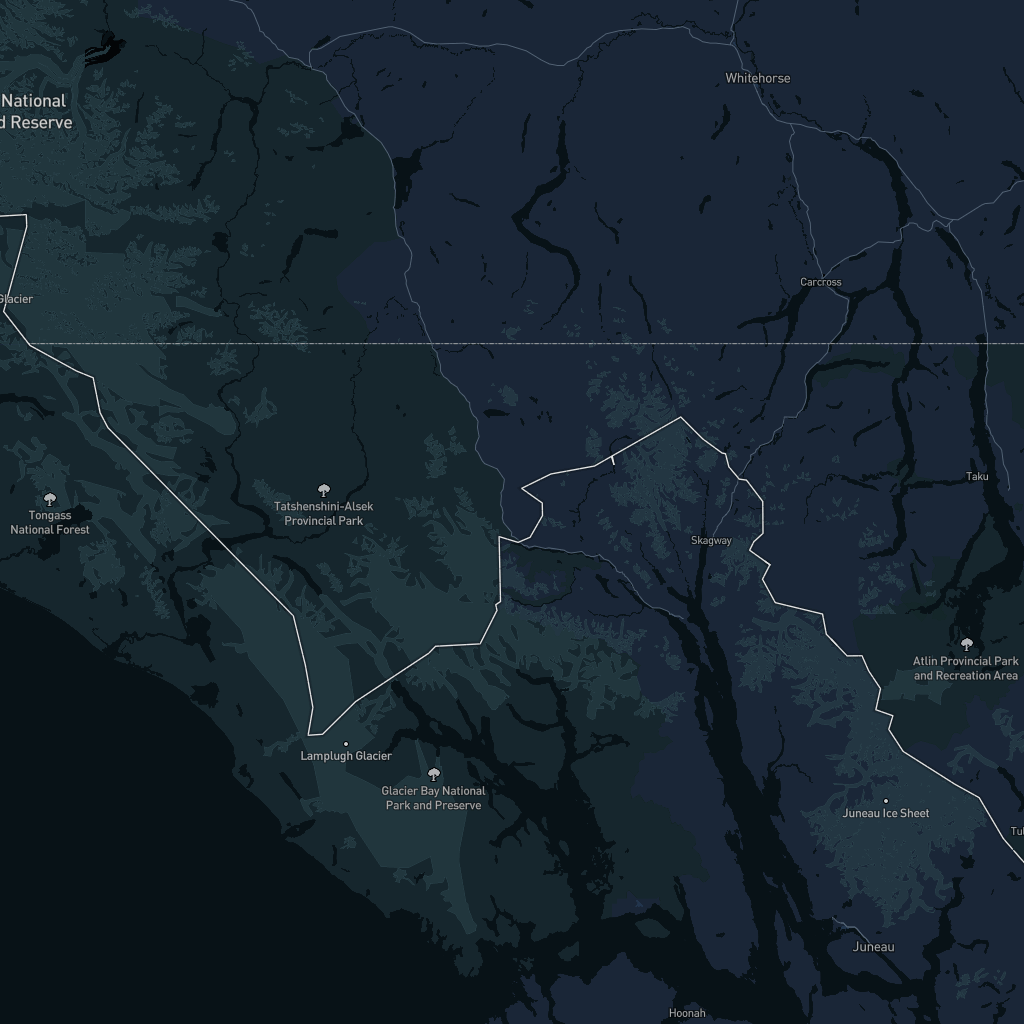 Whitehorse
National
d Reserve
Carcross
Glacier
Taku
Tongass
National Forest
Tatshenshini-Alsek
Provincial Park
Skagway
Atlin Provincial Park
and Recreation Area
Lamplugh Glacier
Glacier Bay National
Park and Preserve
Juneau Ice Sheet
Tul
Juneau
Hoonah